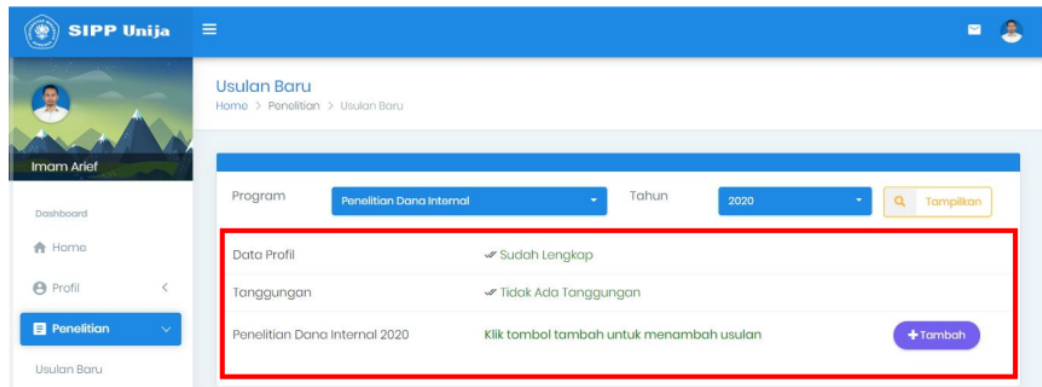 SIPP Unija
Usulan Baru
Home > Penelitian > Usulan Baru
Imam Arief
Dashboard
Home
Profil
Penelitian
Usulan Baru
Program Penelitian Dana Internal Tahun 2020 Tampilkan
Data Profil Sudah Lengkap
Tanggungan Tidak Ada Tanggungan
Penelitian Dana Internal 2020 Klik tombol tambah untuk menambah usulan +Tambah